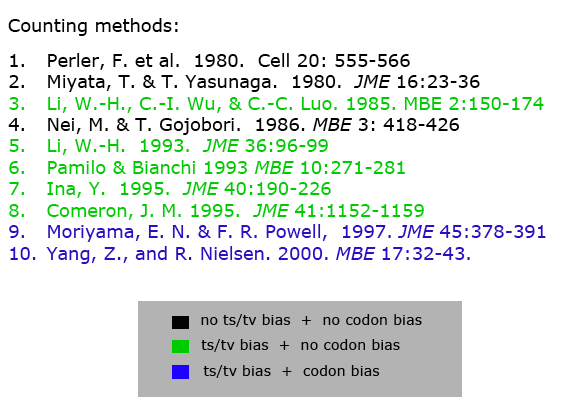 Counting methods:
1. Perler, F. et al. 1980. Cell 20: 555-566
2. Miyata, T. & T. Yasunaga. 1980. JME 16:23-36
3. Li, W.-H., C.-I. Wu, & C.-C. Luo. 1985. MBE 2:150-174
4. Nei, M. & T. Gojobori. 1986. MBE 3: 418-426
5. Li, W.-H. 1993. JME 36:96-99
6. Pamilo & Bianchi 1993 MBE 10:271-281
7. Ina, Y. 1995. JME 40:190-226
8. Comeron, J. M. 1995. JME 41:1152-1159
9. Moriyama, E. N. & F. R. Powell, 1997. JME 45:378-391
10. Yang, Z., and R. Nielsen. 2000. MBE 17:32-43.
no ts/tv bias + no codon bias
ts/tv bias + no codon bias
ts/tv bias + codon bias